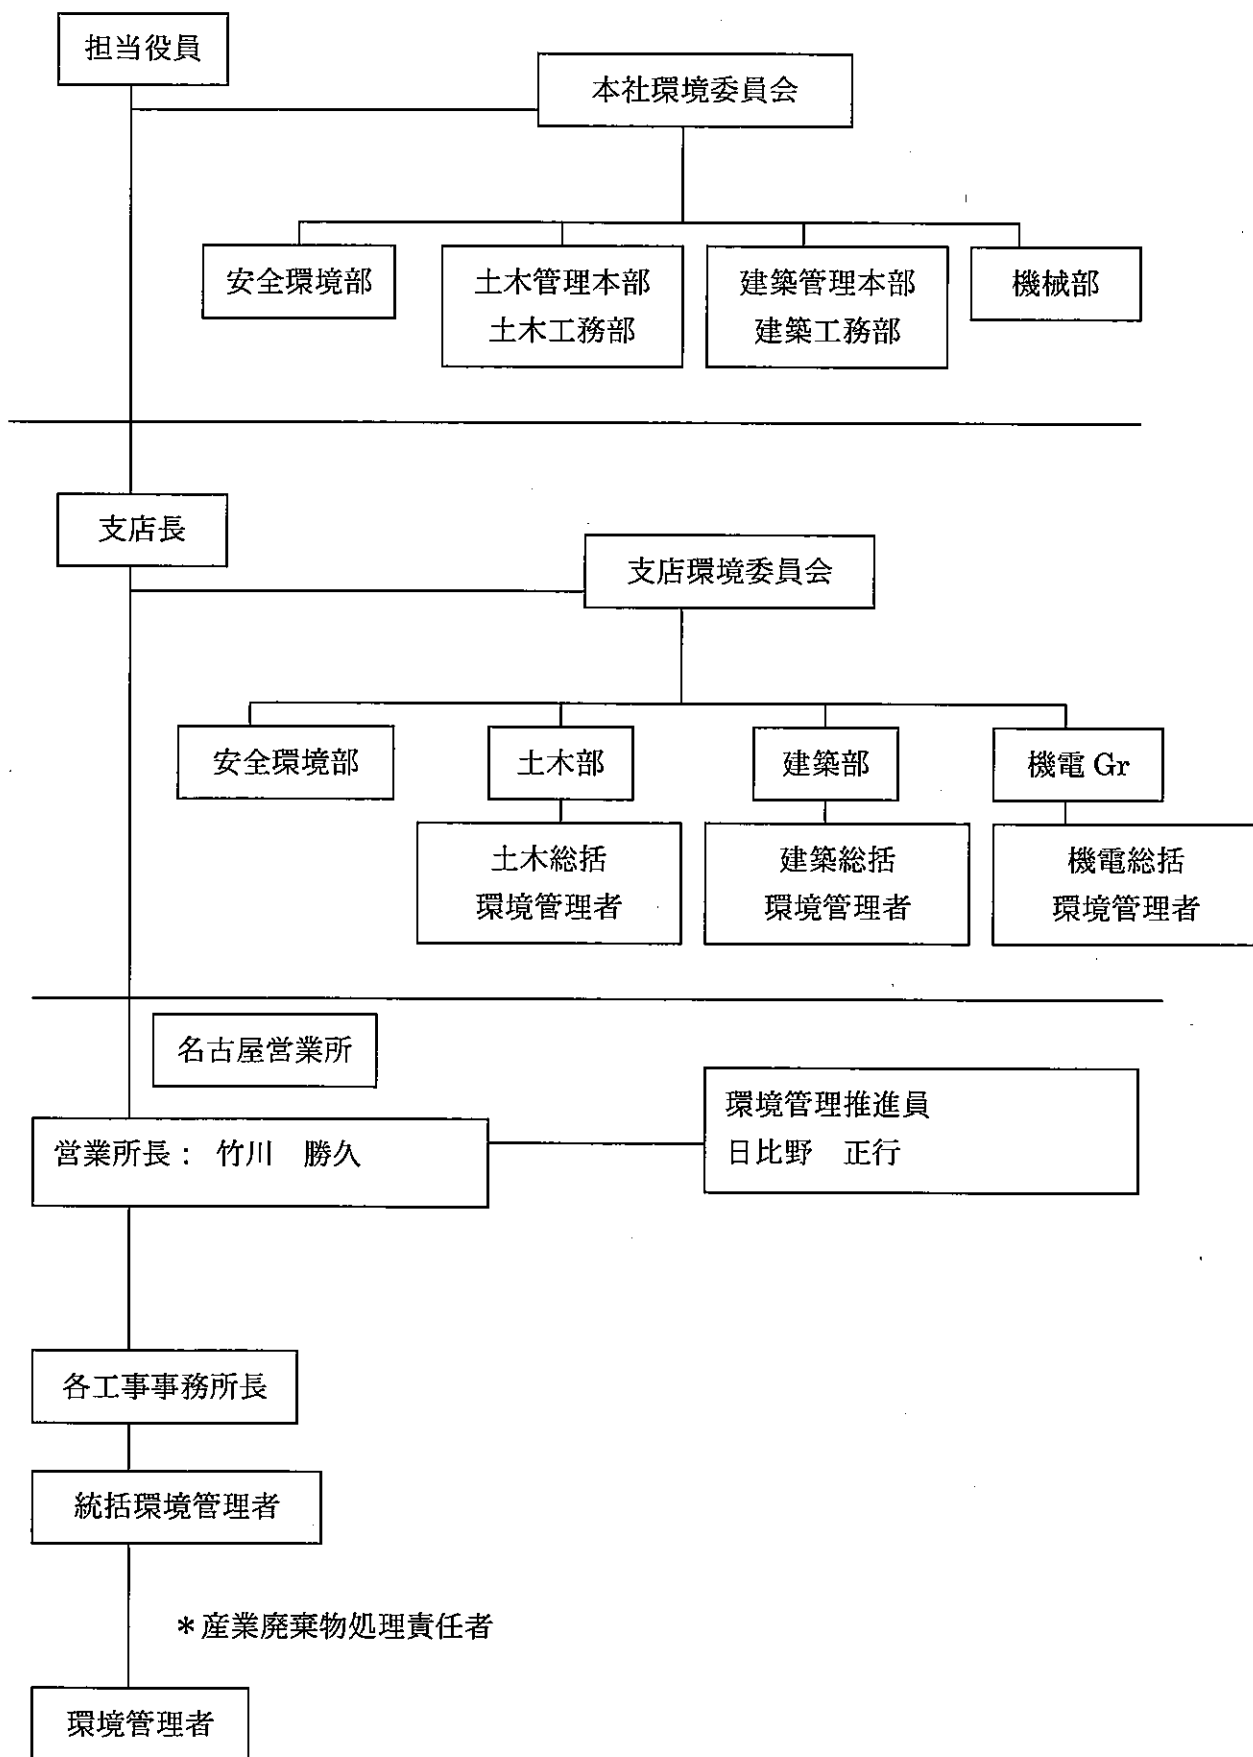 担当役員
本社環境委員会
安全環境部
土木管理本部
土木工務部
建築管理本部
建築工務部
機械部
支店長
支店環境委員会
安全環境部
土木部
建築部
機電 Gr
土木総括
環境管理者
建築総括
環境管理者
機電総括
環境管理者
名古屋営業所
営業所長： 竹川　勝久
環境管理推進員
日比野　正行
各工事事務所長
統括環境管理者
＊産業廃棄物処理責任者
環境管理者